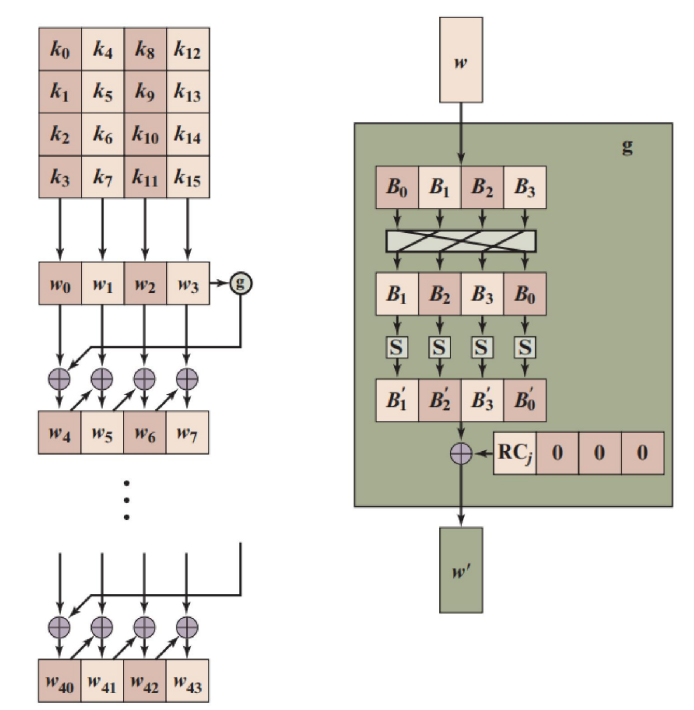 k0 k4 k8 k12
k1 k5 k9 k13
k2 k6 k10 k14
k3 k7 k11 k15
w0 w1 w2 w3 g
w4 w5 w6 w7
w40 w41 w42 w43
w
g
B0 B1 B2 B3
B1 B2 B3 B0
S S S S
B′1 B′2 B′3 B′0
RCj 0 0 0
w′